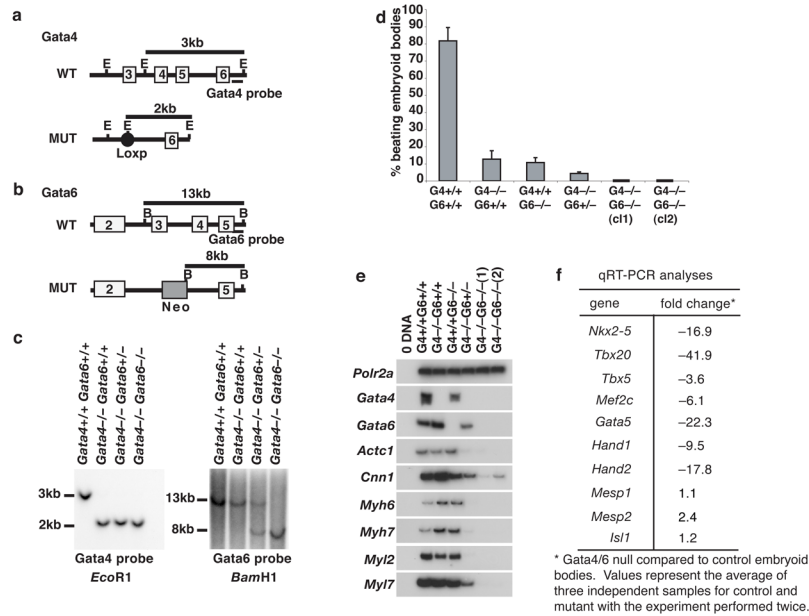 a
Gata4
3kb
WT
E E E
3 4 5 6
Gata4 probe
2kb
E E E
MUT
6
Loxp
b
Gata6
13kb
WT
B B
2 3 4 5
Gata6 probe
8kb
B B
MUT
2 5
Neo
c
Gata4+/+ Gata6+/+
Gata4–/– Gata6+/+
Gata4–/– Gata6+/–
Gata4–/– Gata6–/–
3kb
2kb
Gata4 probe
EcoR1
Gata4+/+ Gata6+/+
Gata4–/– Gata6+/+
Gata4–/– Gata6+/–
Gata4–/– Gata6–/–
13kb
8kb
Gata6 probe
BamH1
d
% beating embryoid bodies
100
90
80
70
60
50
40
30
20
10
0
G4+/+ G4–/– G4+/+ G4–/– G4–/– G4–/–
G6+/+ G6+/+ G6–/– G6+/– G6–/– G6–/–
(cl1) (cl2)
e
0 DNA
G4+/+G6+/+
G4–/–G6+/+
G4+/+G6–/–
G4–/–G6+/–
G4–/–G6–/–(1)
G4–/–G6–/–(2)
Polr2a
Gata4
Gata6
Actc1
Cnn1
Myh6
Myh7
Myl2
Myl7
f
qRT-PCR analyses
gene fold change*
Nkx2-5 –16.9
Tbx20 –41.9
Tbx5 –3.6
Mef2c –6.1
Gata5 –22.3
Hand1 –9.5
Hand2 –17.8
Mesp1 1.1
Mesp2 2.4
Isl1 1.2
* Gata4/6 null compared to control embryoid
bodies. Values represent the average of
three independent samples for control and
mutant with the experiment performed twice.